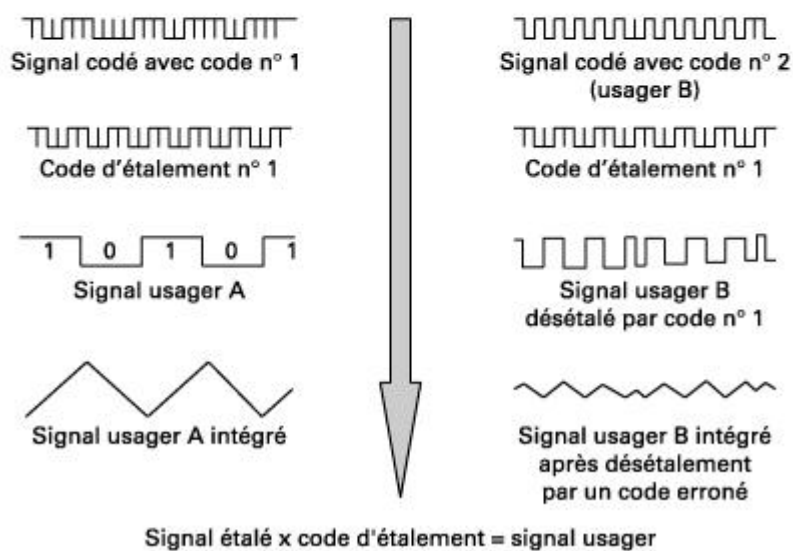 Signal codé avec code n° 1
Code d'étalement n° 1
1 0 1 0 1
Signal usager A
Signal usager A intégré
Signal codé avec code n° 2
(usager B)
Code d'étalement n° 1
Signal usager B
désétalé par code n° 1
Signal usager B intégré
après désétalement
par un code erroné
Signal étalé x code d'étalement = signal usager